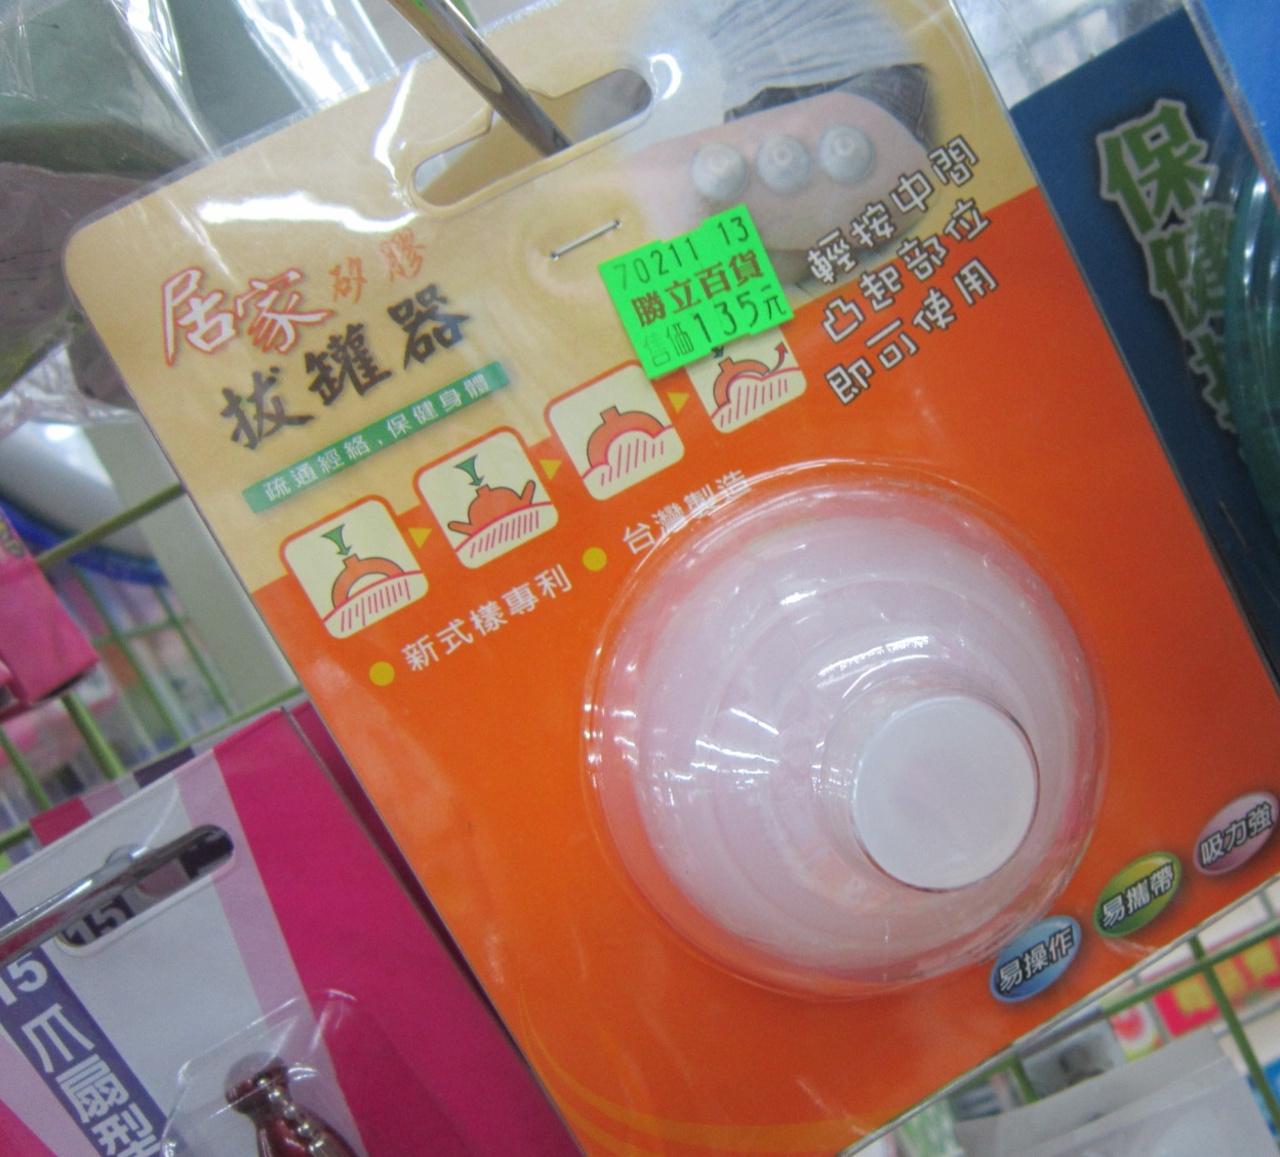 居家矽膠
拔罐器
疏通經絡,保健身體
70211 13
勝立百貨
售価135元
輕按中間
凸起部位
即可使用
新式樣專利
台灣製造
易操作
易攜帶
吸力強
保健
15
15
爪扇型